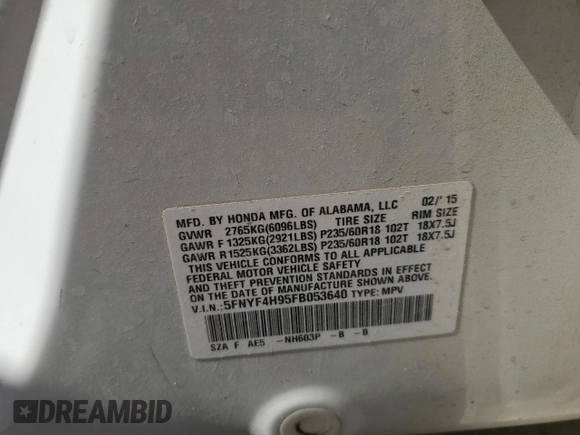 MFD. BY HONDA MFG. OF ALABAMA, LLC 02/'15
GVWR 2765KG(6096LBS) TIRE SIZE RIM SIZE
GAWR F 1325KG(2921LBS) P235/60R18 102T 18X7.5J
GAWR R1525KG(3362LBS) P235/60R18 102T 18X7.5J
THIS VEHICLE CONFORMS TO ALL APPLICABLE
FEDERAL MOTOR VEHICLE SAFETY
AND THEFT PREVENTION STANDARDS IN EFFECT
ON THE DATE OF MANUFACTURE SHOWN ABOVE.
V.I.N.:5FNYF4H95FB053640 TYPE: MPV
SZA F AE5 -NH603P -B -B
DREAMBID